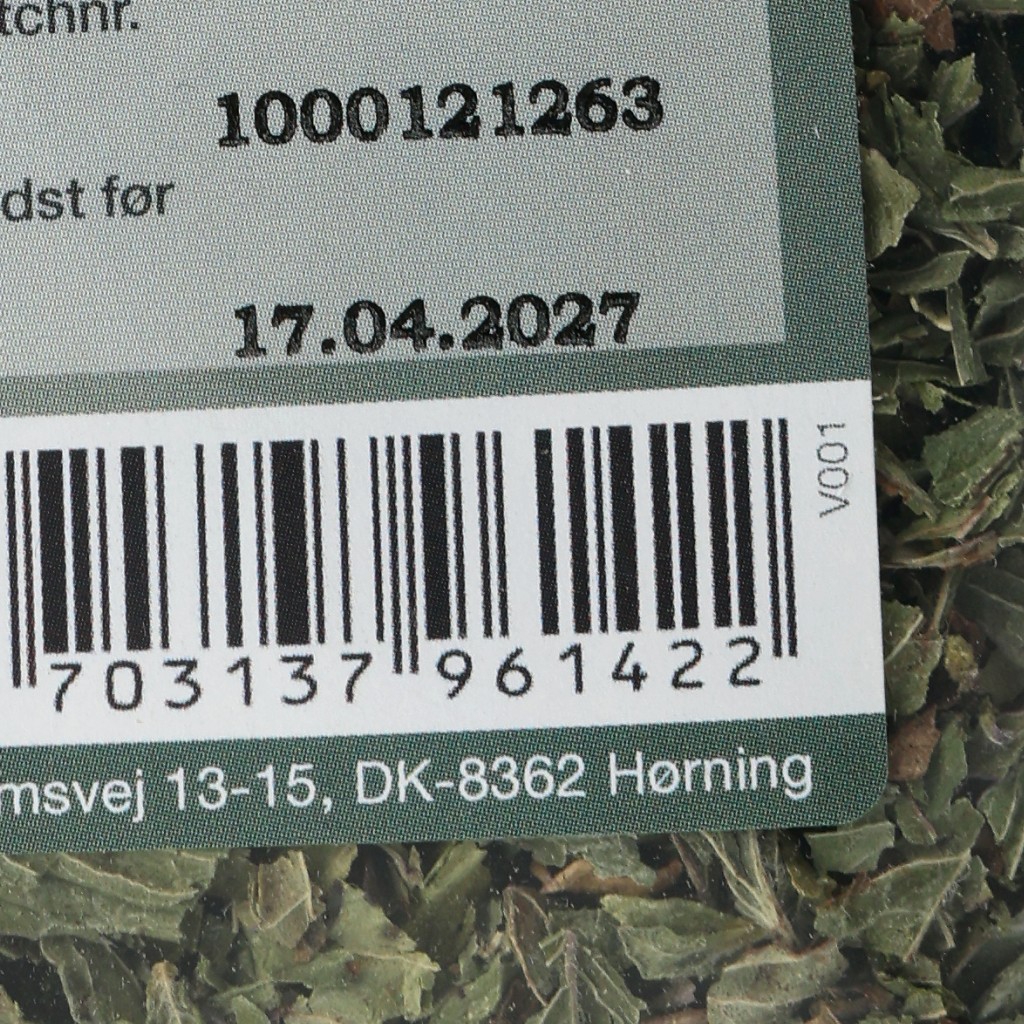 tchnr.
1000121263
dst før
17.04.2027
V001
703137 961422
msvej 13-15, DK-8362 Hørning